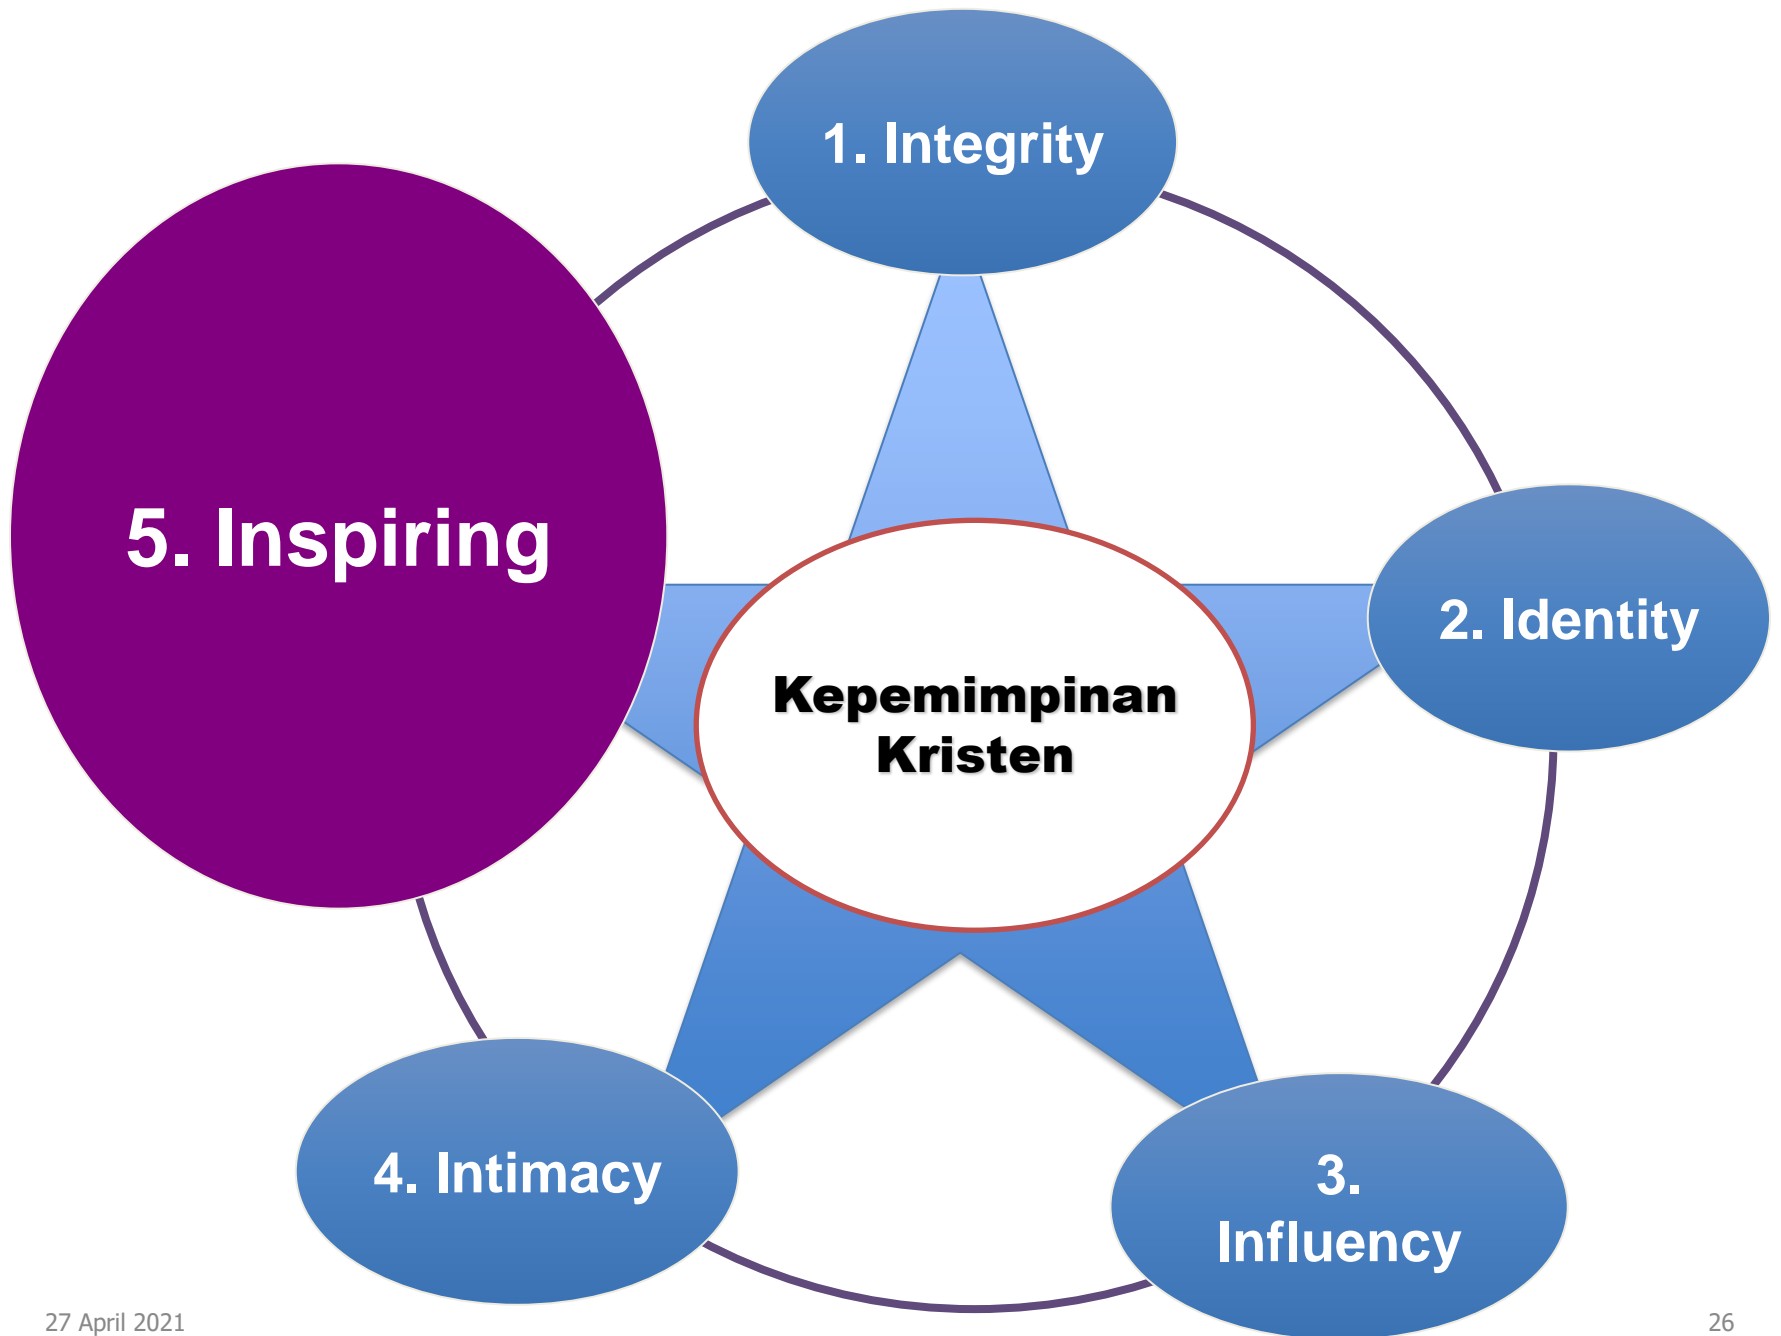 1. Integrity
5. Inspiring
2. Identity
Kepemimpinan
Kristen
4. Intimacy
3.
Influency
27 April 2021
26